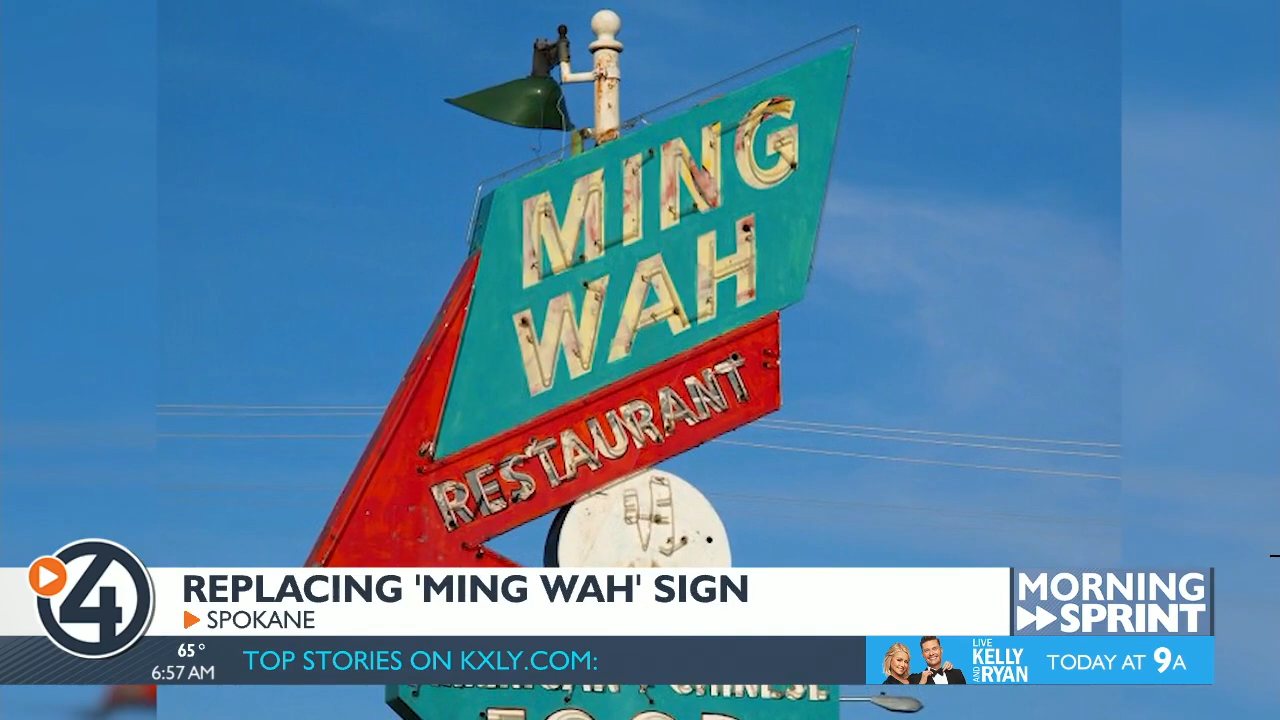 MING
WAH
RESTAURANT
4
REPLACING 'MING WAH' SIGN
SPOKANE
MORNING
SPRINT
65°
6:57 AM
TOP STORIES ON KXLY.COM:
LIVE
KELLY
AND RYAN
TODAY AT 9A
CHINESE